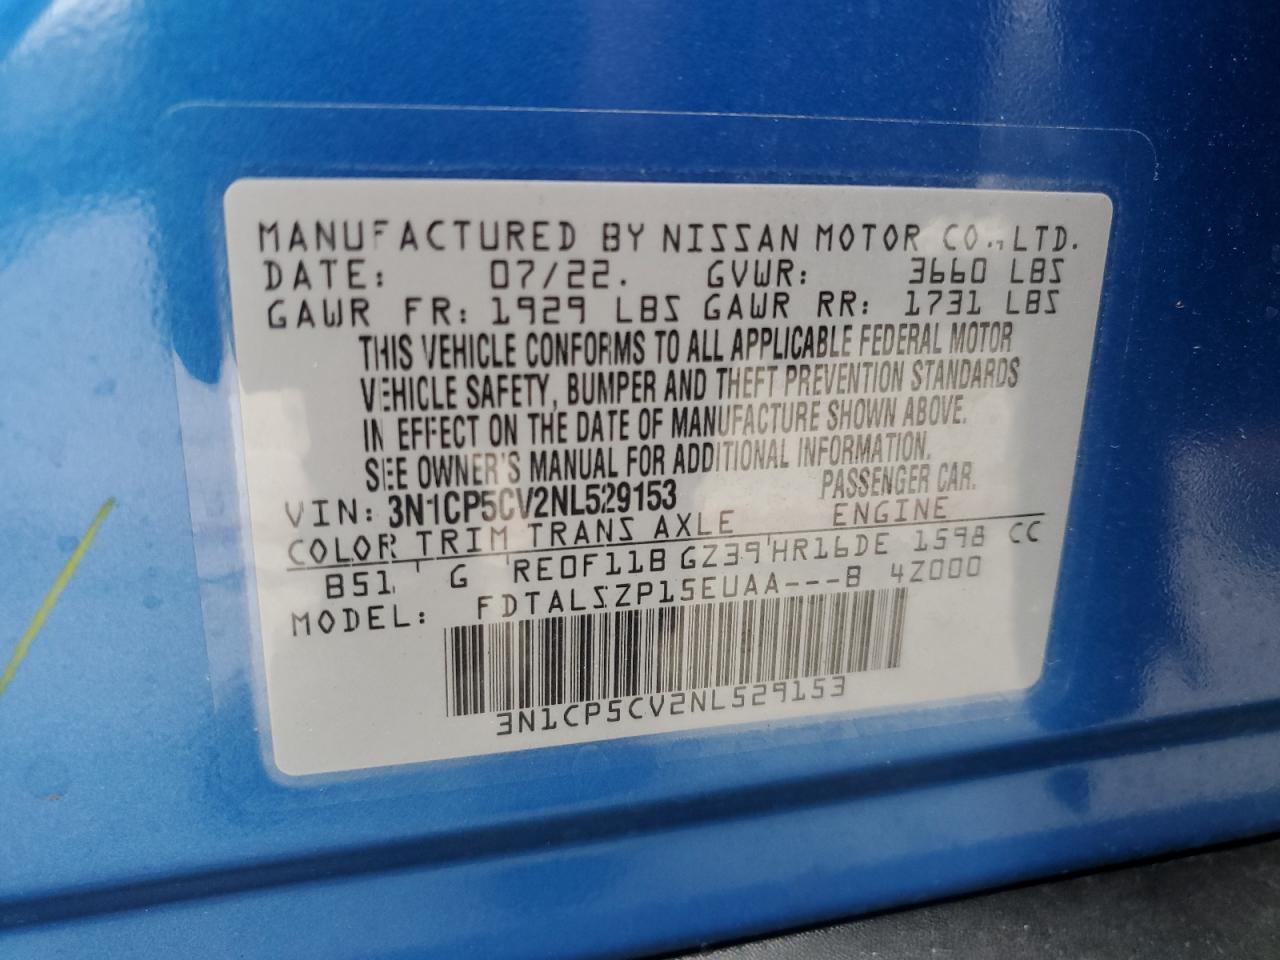 MANUFACTURED BY NISSAN MOTOR CO., LTD.
DATE: 07/22. GVWR: 3660 LBS
GAWR FR: 1929 LBS GAWR RR: 1731 LBS
THIS VEHICLE CONFORMS TO ALL APPLICABLE FEDERAL MOTOR
VEHICLE SAFETY, BUMPER AND THEFT PREVENTION STANDARDS
IN EFFECT ON THE DATE OF MANUFACTURE SHOWN ABOVE.
SEE OWNER'S MANUAL FOR ADDITIONAL INFORMATION.
VIN: 3N1CP5CV2NL529153 PASSENGER CAR.
COLOR TRIM TRANS AXLE ENGINE
B51 G RE0F11B GZ39 HR16DE 1598 CC
MODEL: FDTALSZP15EUAA---B 4Z000
3N1CP5CV2NL529153